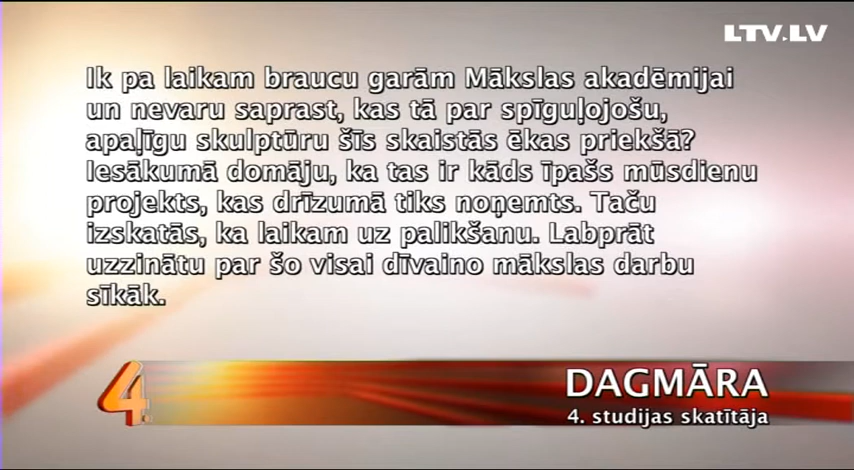 LTV.LV
Ik pa laikam braucu garām Mākslas akadēmijai
un nevaru saprast, kas tā par spīguļojošu,
apaļīgu skulptūru šīs skaistās ēkas priekšā?
Iesākumā domāju, ka tas ir kāds īpašs mūsdienu
projekts, kas drīzumā tiks noņemts. Taču
izskatās, ka laikam uz palikšanu. Labprāt
uzzinātu par šo visai dīvaino mākslas darbu
sīkāk.
4.
DAGMĀRA
4. studijas skatītāja